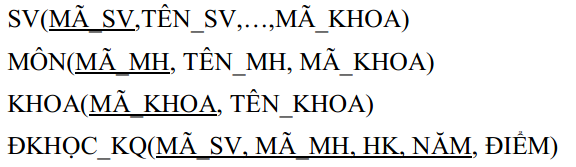 SV(MÃ_SV,TÊN_SV,…,MÃ_KHOA)
MÔN(MÃ_MH, TÊN_MH, MÃ_KHOA)
KHOA(MÃ_KHOA, TÊN_KHOA)
ĐKHỌC_KQ(MÃ_SV, MÃ_MH, HK, NĂM, ĐIỂM)